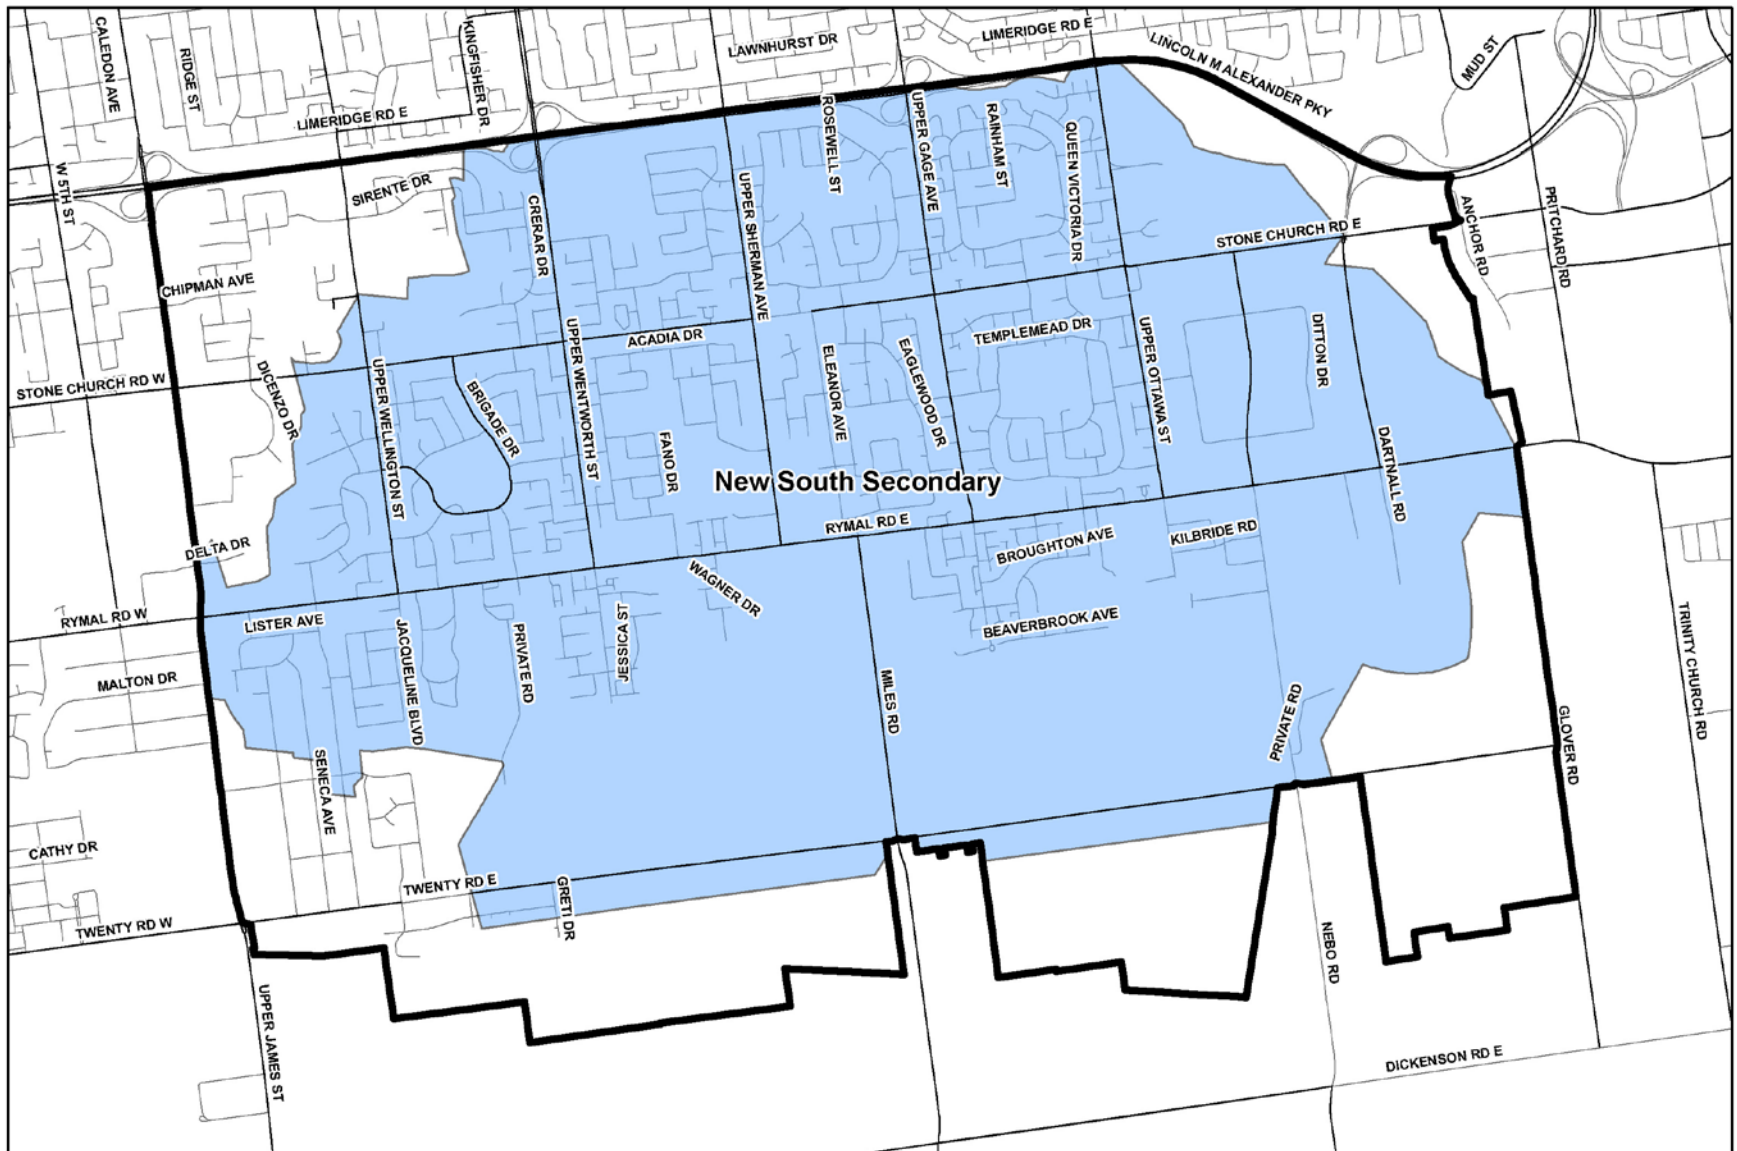 CALEDON AVE
RIDGE ST
KINGFISHER DR
LAWNHURST DR
LIMERIDGE RD E
LINCOLN M ALEXANDER PKY
MUD ST
LIMERIDGE RD E
W 5TH ST
SIRENTE DR
CRERAR DR
UPPER SHERMAN AVE
ROSEWELL ST
UPPER GAGE AVE
RAINHAM ST
QUEEN VICTORIA DR
STONE CHURCH RD E
ANCHOR RD
PRITCHARD RD
CHIPMAN AVE
STONE CHURCH RD W
DICENZO DR
UPPER WELLINGTON ST
BRIGADE DR
UPPER WENTWORTH ST
ACADIA DR
FANO DR
ELEANOR AVE
EAGLEWOOD DR
TEMPLEMEAD DR
UPPER OTTAWA ST
DITTON DR
DARTNALL RD
New South Secondary
DELTA DR
RYMAL RD E
BROUGHTON AVE
KILBRIDE RD
RYMAL RD W
LISTER AVE
JACQUELINE BLVD
PRIVATE RD
JESSICA ST
WAGNER DR
MILES RD
BEAVERBROOK AVE
PRIVATE RD
GLOVER RD
TRINITY CHURCH RD
MALTON DR
SENECA AVE
CATHY DR
TWENTY RD E
GRETI DR
TWENTY RD W
UPPER JAMES ST
NEBO RD
DICKENSON RD E